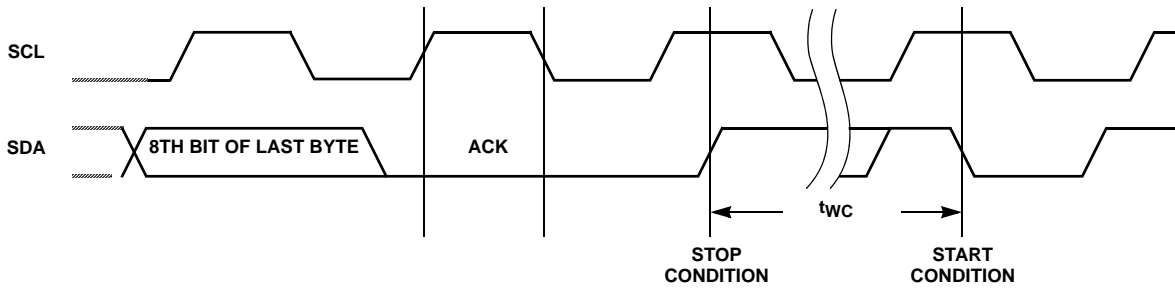 SCL
SDA
8TH BIT OF LAST BYTE
ACK
tWC
STOP
CONDITION
START
CONDITION